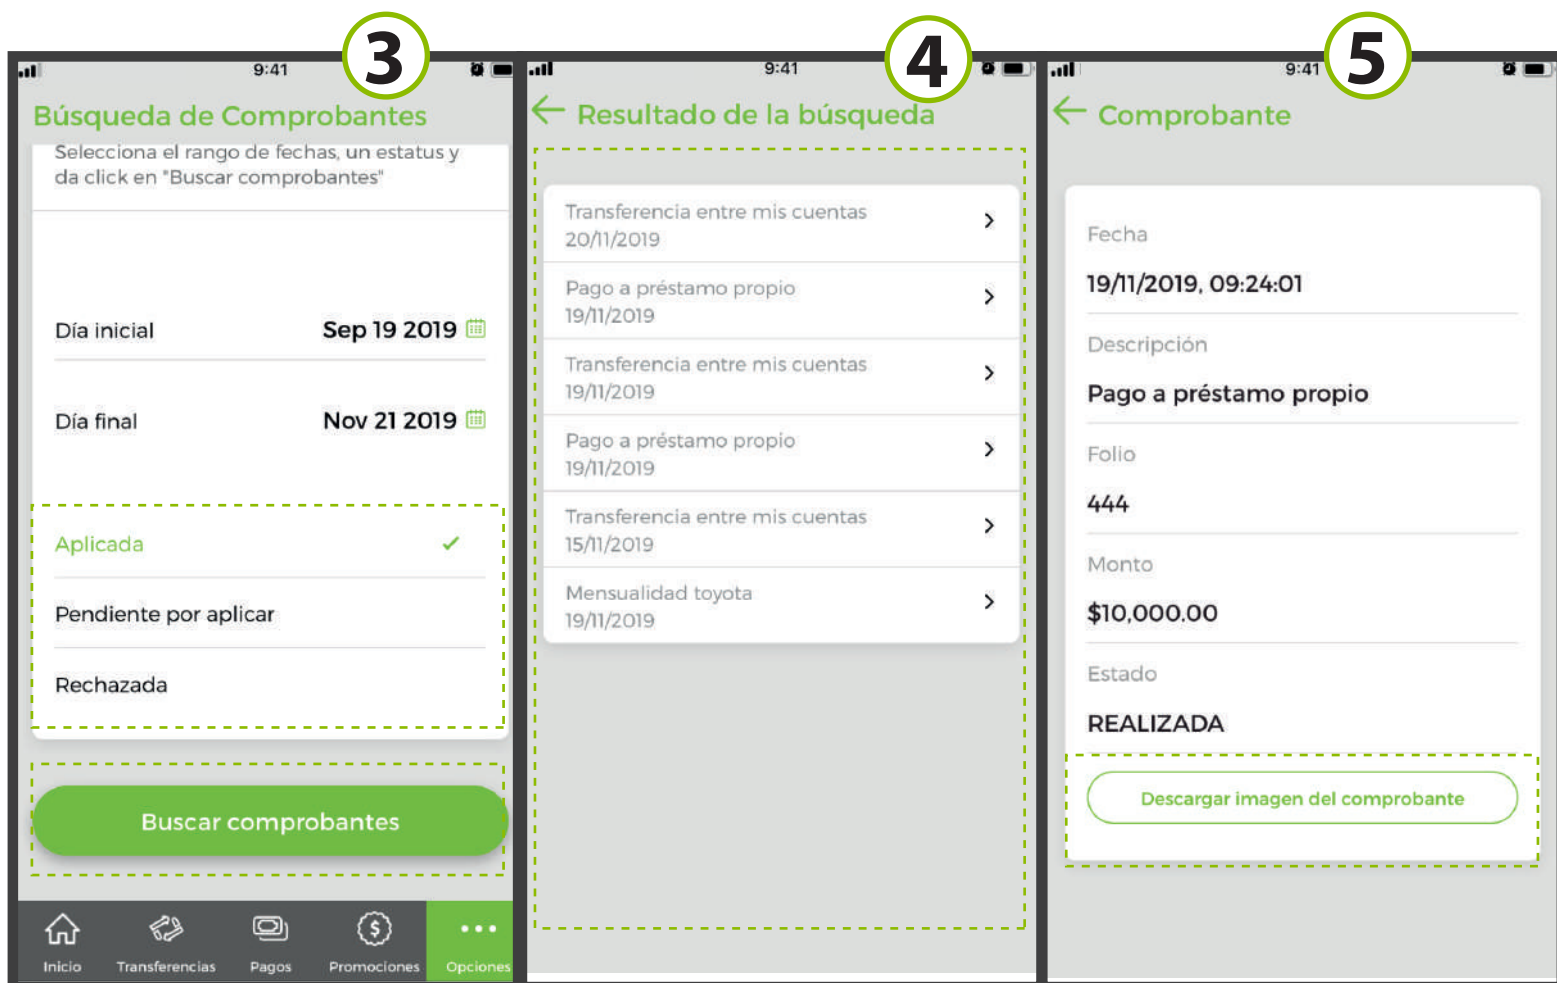 3
9:41
Búsqueda de Comprobantes
Selecciona el rango de fechas, un estatus y
da click en "Buscar comprobantes"
Día inicial Sep 19 2019
Día final Nov 21 2019
Aplicada
Pendiente por aplicar
Rechazada
Buscar comprobantes
Inicio Transferencias Pagos Promociones Opciones
4
9:41
Resultado de la búsqueda
Transferencia entre mis cuentas
20/11/2019
Pago a préstamo propio
19/11/2019
Transferencia entre mis cuentas
19/11/2019
Pago a préstamo propio
19/11/2019
Transferencia entre mis cuentas
15/11/2019
Mensualidad toyota
19/11/2019
5
9:41
Comprobante
Fecha
19/11/2019, 09:24:01
Descripción
Pago a préstamo propio
Folio
444
Monto
$10,000.00
Estado
REALIZADA
Descargar imagen del comprobante